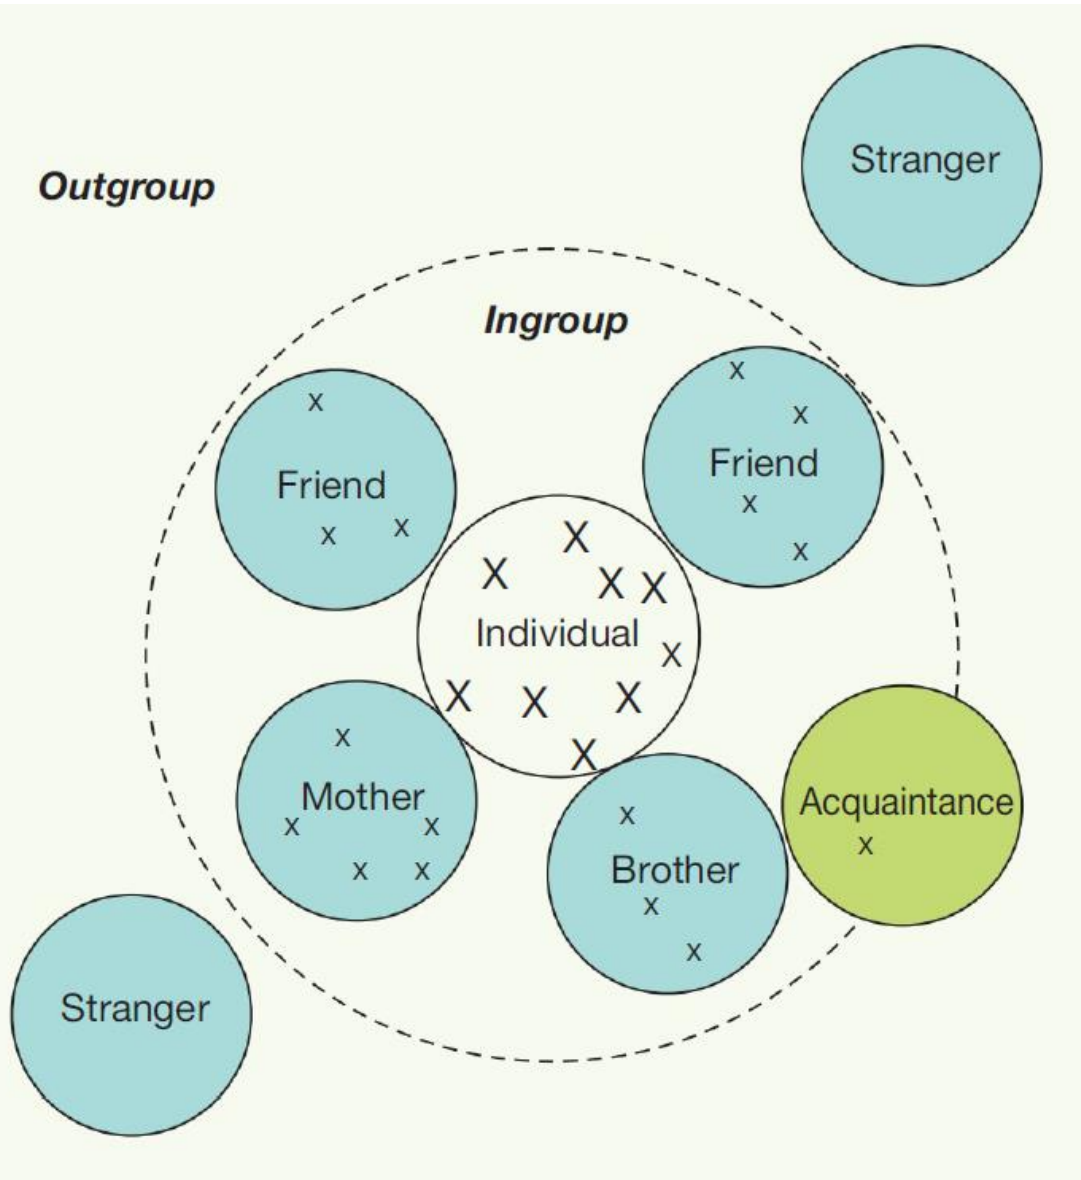 Stranger
Outgroup
Ingroup
x
x
x
Friend
Friend
x
x
x
x
X
X
X X
Individual
x
X X X
X
x
Mother
x x
x x
x
Brother
x
x
Acquaintance
x
Stranger